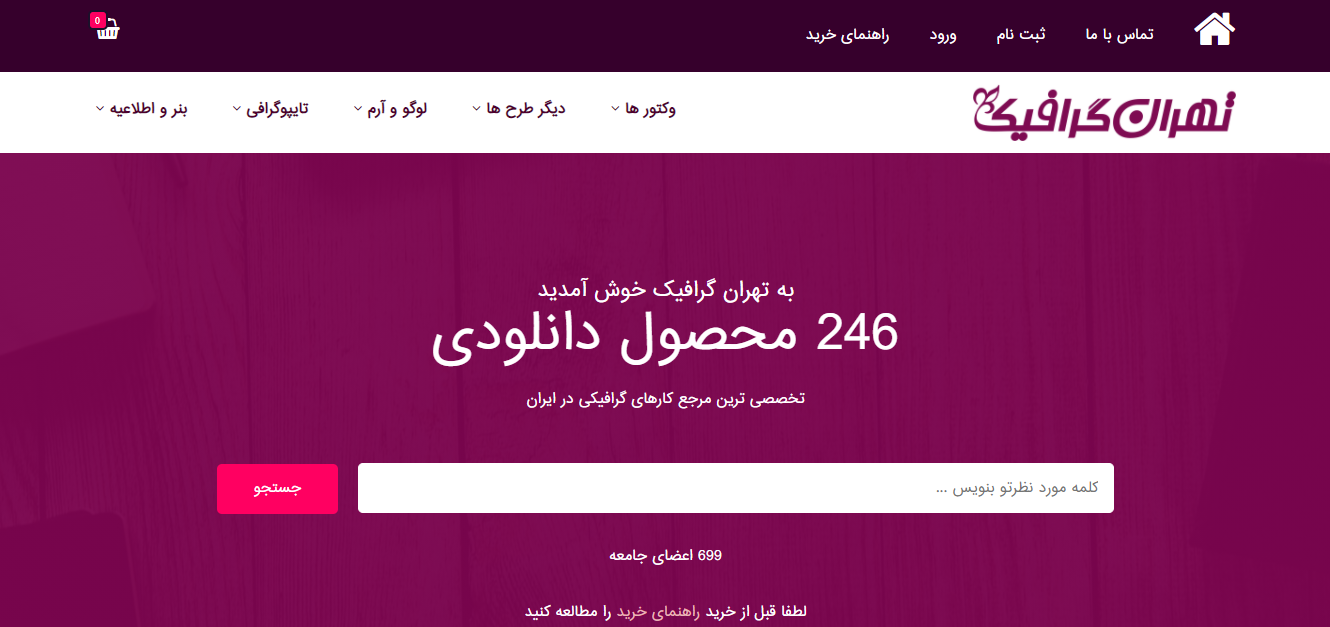 تماس با ما ثبت نام ورود راهنمای خرید 0
تهران گرافیک وکتور ها دیگر طرح ها لوگو و آرم تایپوگرافی بنر و اطلاعیه
به تهران گرافیک خوش آمدید
246 محصول دانلودی
تخصصی ترین مرجع کارهای گرافیکی در ایران
کلمه مورد نظرتو بنویس ... جستجو
699 اعضای جامعه
لطفا قبل از خرید راهنمای خرید را مطالعه کنید